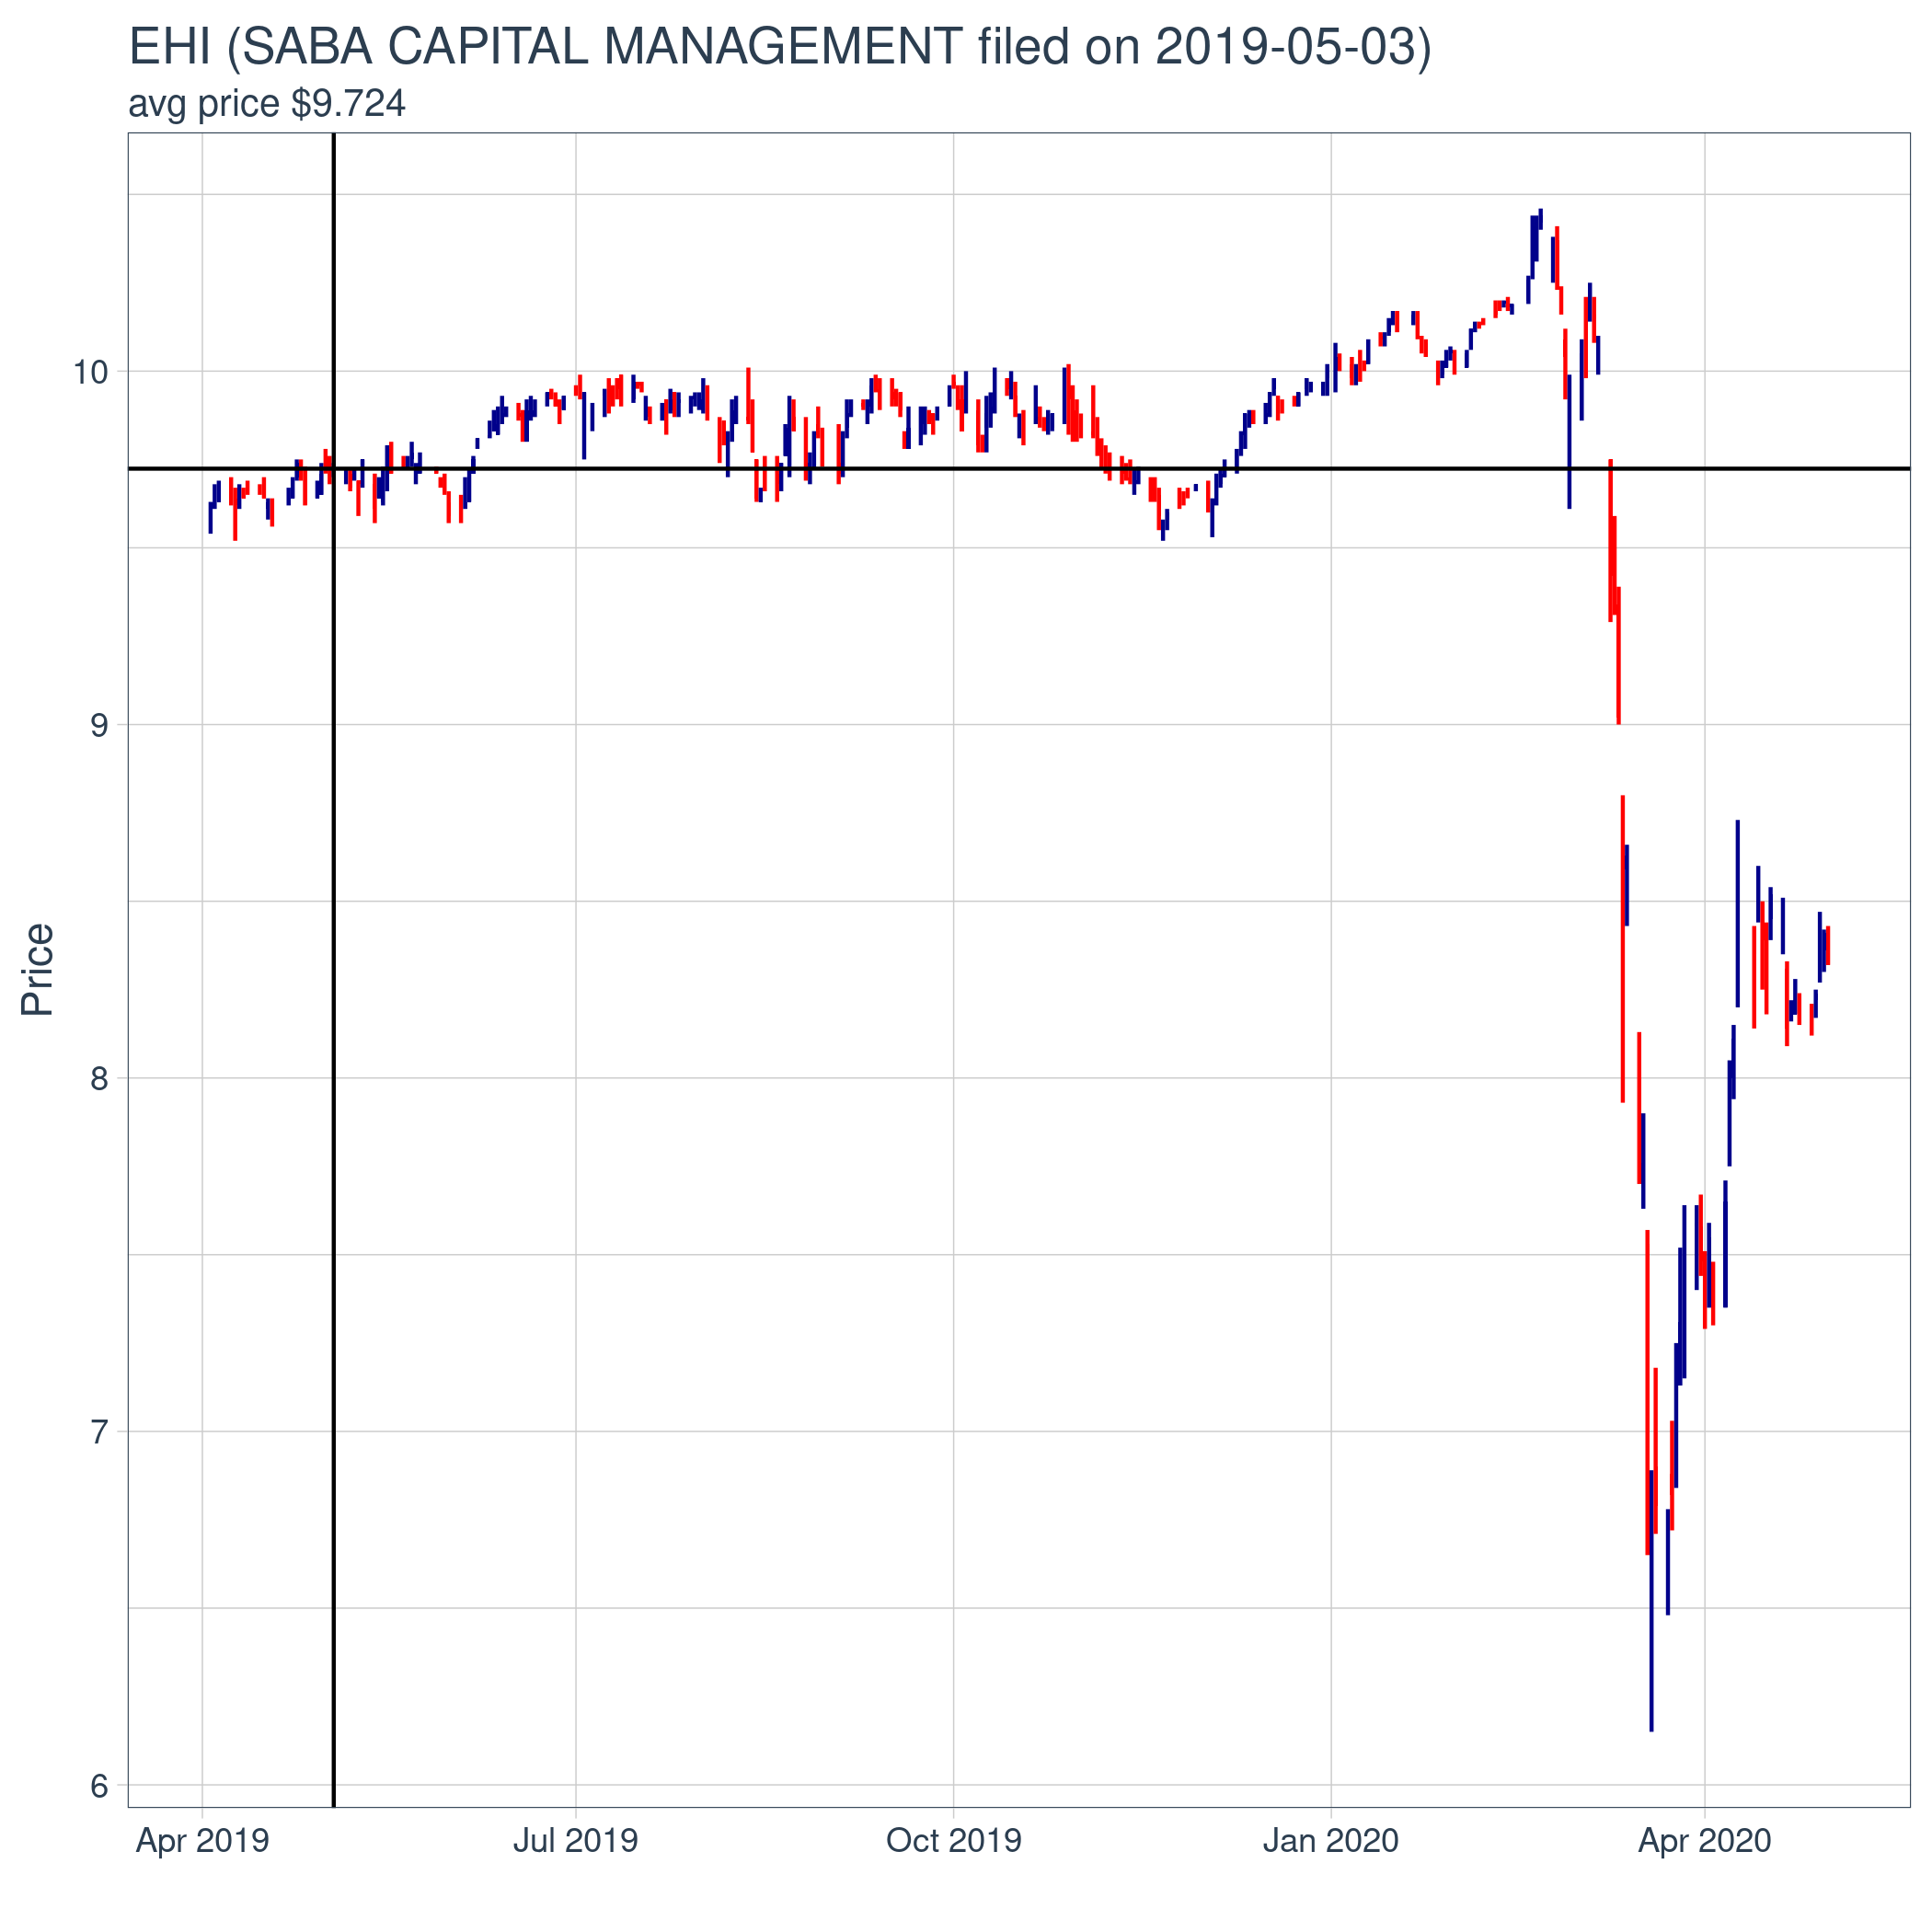 EHI (SABA CAPITAL MANAGEMENT filed on 2019-05-03)
avg price $9.724
10
9
8
7
6
Price
Apr 2019
Jul 2019
Oct 2019
Jan 2020
Apr 2020